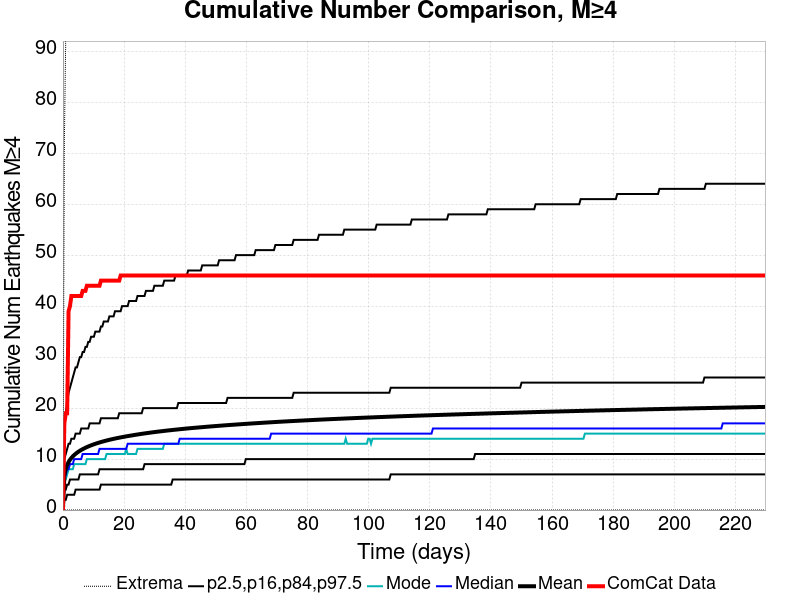 Cumulative Number Comparison, M≥4
Cumulative Num Earthquakes M≥4
90
80
70
60
50
40
30
20
10
0
0 20 40 60 80 100 120 140 160 180 200 220
Time (days)
Extrema p2.5,p16,p84,p97.5 Mode Median Mean ComCat Data